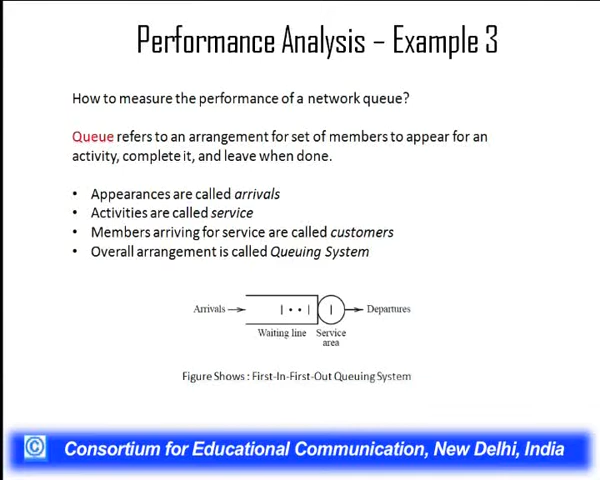 Performance Analysis – Example 3
How to measure the performance of a network queue?
Queue refers to an arrangement for set of members to appear for an
activity, complete it, and leave when done.
• Appearances are called arrivals
• Activities are called service
• Members arriving for service are called customers
• Overall arrangement is called Queuing System
Arrivals
Departures
Waiting line
Service
area
Figure Shows : First-In-First-Out Queuing System
© Consortium for Educational Communication, New Delhi, India